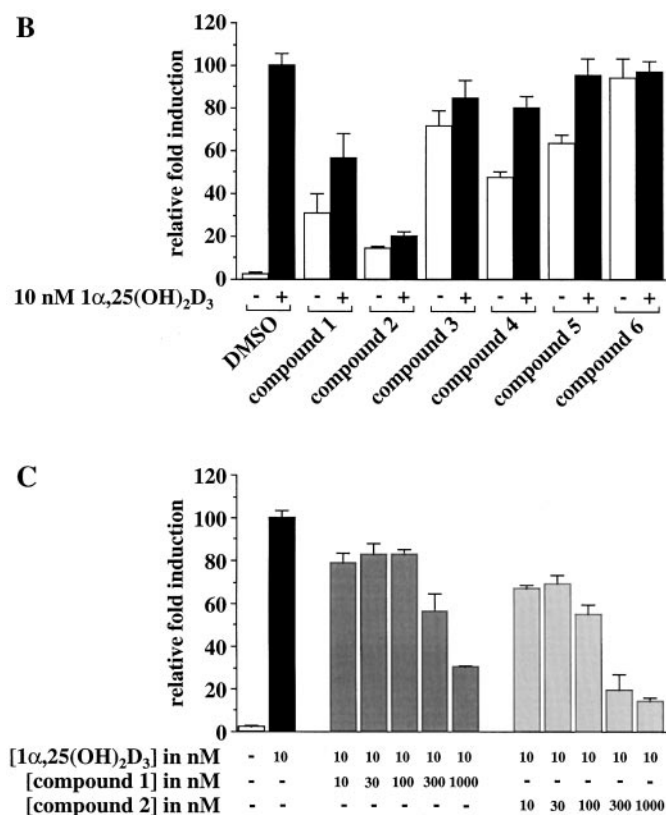 B
120
100
80
60
40
20
0
relative fold induction
10 nM 1α,25(OH)₂D₃ - + - + - + - + - + - + - +
DMSO compound 1 compound 2 compound 3 compound 4 compound 5 compound 6
C
120
100
80
60
40
20
0
relative fold induction
[1α,25(OH)₂D₃] in nM - 10 10 10 10 10 10 10 10 10 10 10
[compound 1] in nM - - 10 30 100 300 1000 - - - - -
[compound 2] in nM - - - - - - - 10 30 100 300 1000